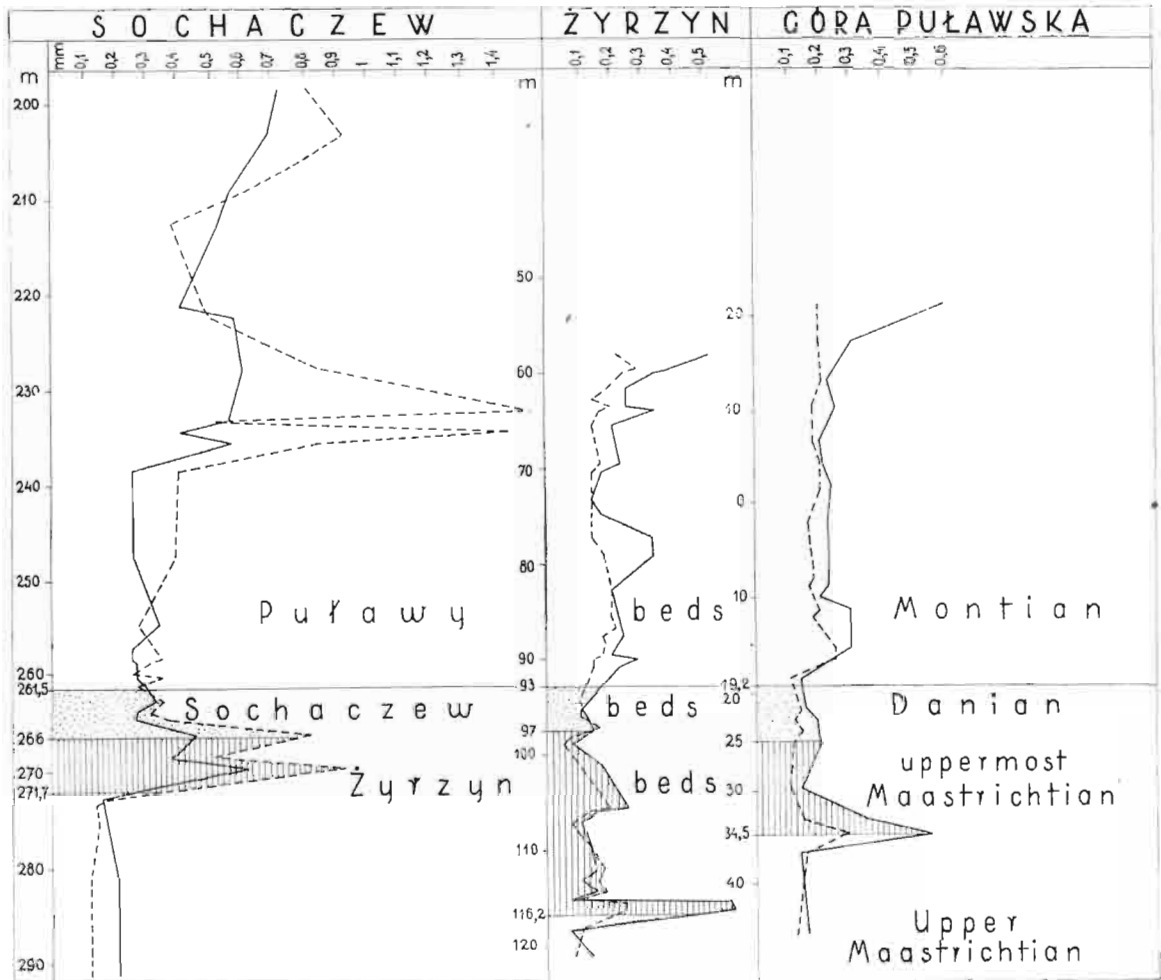 SOCHACZEW ŻYRZYN GÓRA PUŁAWSKA
mm 0,1 0,2 0,3 0,4 0,5 0,6 0,7 0,8 0,9 1 1,1 1,2 1,3 1,4 0,1 0,2 0,3 0,4 0,5 0,1 0,2 0,3 0,4 0,5 0,6
m m m
200
210
50
220 20
60
230
10
70
240
0
80
250 10
Puławy beds Montian
260 90
261,5 93 19,2
Sochaczew beds Danian
20
266 97 25
100
270 Żyrzyn beds uppermost
271,7 30 Maastrichtian
34,5
110
280 40
116,2 Upper
120 Maastrichtian
290